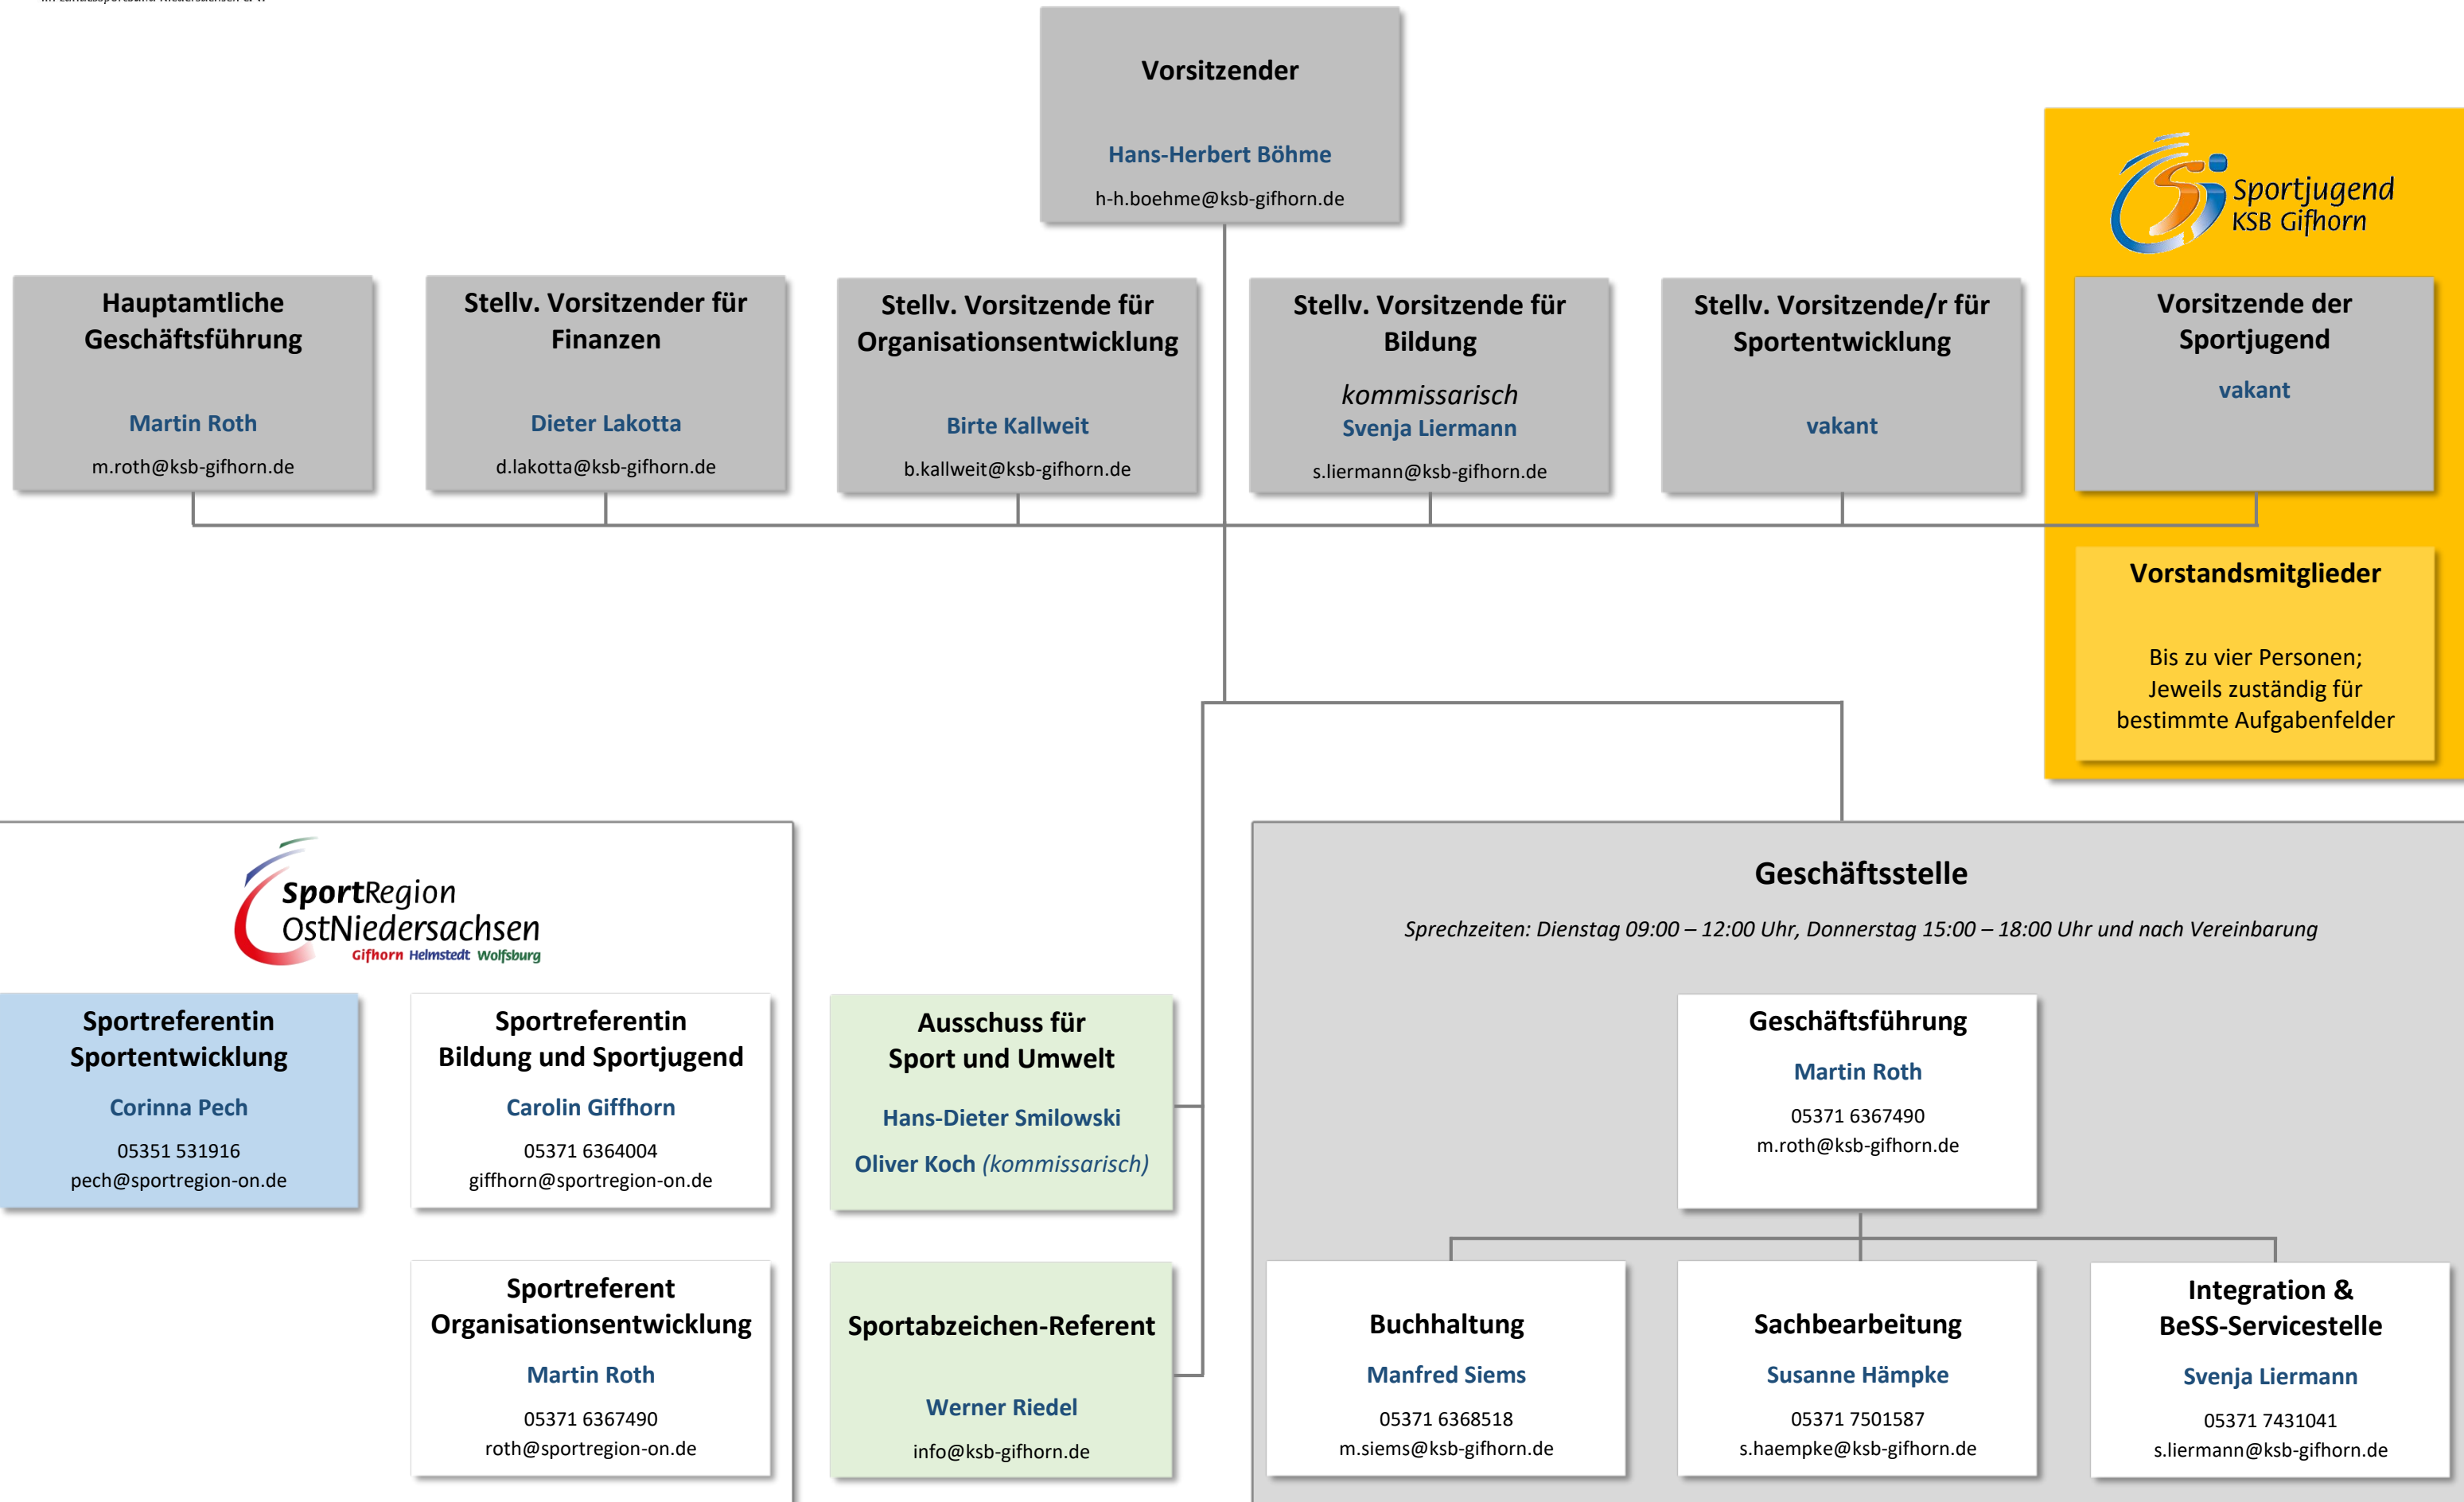 im Landessportbund Niedersachsen e. V.
Vorsitzender
Hans-Herbert Böhme
h-h.boehme@ksb-gifhorn.de
Sportjugend
KSB Gifhorn
Hauptamtliche
Geschäftsführung
Martin Roth
m.roth@ksb-gifhorn.de
Stellv. Vorsitzender für
Finanzen
Dieter Lakotta
d.lakotta@ksb-gifhorn.de
Stellv. Vorsitzende für
Organisationsentwicklung
Birte Kallweit
b.kallweit@ksb-gifhorn.de
Stellv. Vorsitzende für
Bildung
kommissarisch
Svenja Liermann
s.liermann@ksb-gifhorn.de
Stellv. Vorsitzende/r für
Sportentwicklung
vakant
Vorsitzende der
Sportjugend
vakant
Vorstandsmitglieder
Bis zu vier Personen;
Jeweils zuständig für
bestimmte Aufgabenfelder
SportRegion
OstNiedersachsen
Gifhorn Helmstedt Wolfsburg
Sportreferentin
Sportentwicklung
Corinna Pech
05351 531916
pech@sportregion-on.de
Sportreferentin
Bildung und Sportjugend
Carolin Giffhorn
05371 6364004
giffhorn@sportregion-on.de
Sportreferent
Organisationsentwicklung
Martin Roth
05371 6367490
roth@sportregion-on.de
Ausschuss für
Sport und Umwelt
Hans-Dieter Smilowski
Oliver Koch (kommissarisch)
Sportabzeichen-Referent
Werner Riedel
info@ksb-gifhorn.de
Geschäftsstelle
Sprechzeiten: Dienstag 09:00 – 12:00 Uhr, Donnerstag 15:00 – 18:00 Uhr und nach Vereinbarung
Geschäftsführung
Martin Roth
05371 6367490
m.roth@ksb-gifhorn.de
Buchhaltung
Manfred Siems
05371 6368518
m.siems@ksb-gifhorn.de
Sachbearbeitung
Susanne Hämpke
05371 7501587
s.haempke@ksb-gifhorn.de
Integration &
BeSS-Servicestelle
Svenja Liermann
05371 7431041
s.liermann@ksb-gifhorn.de